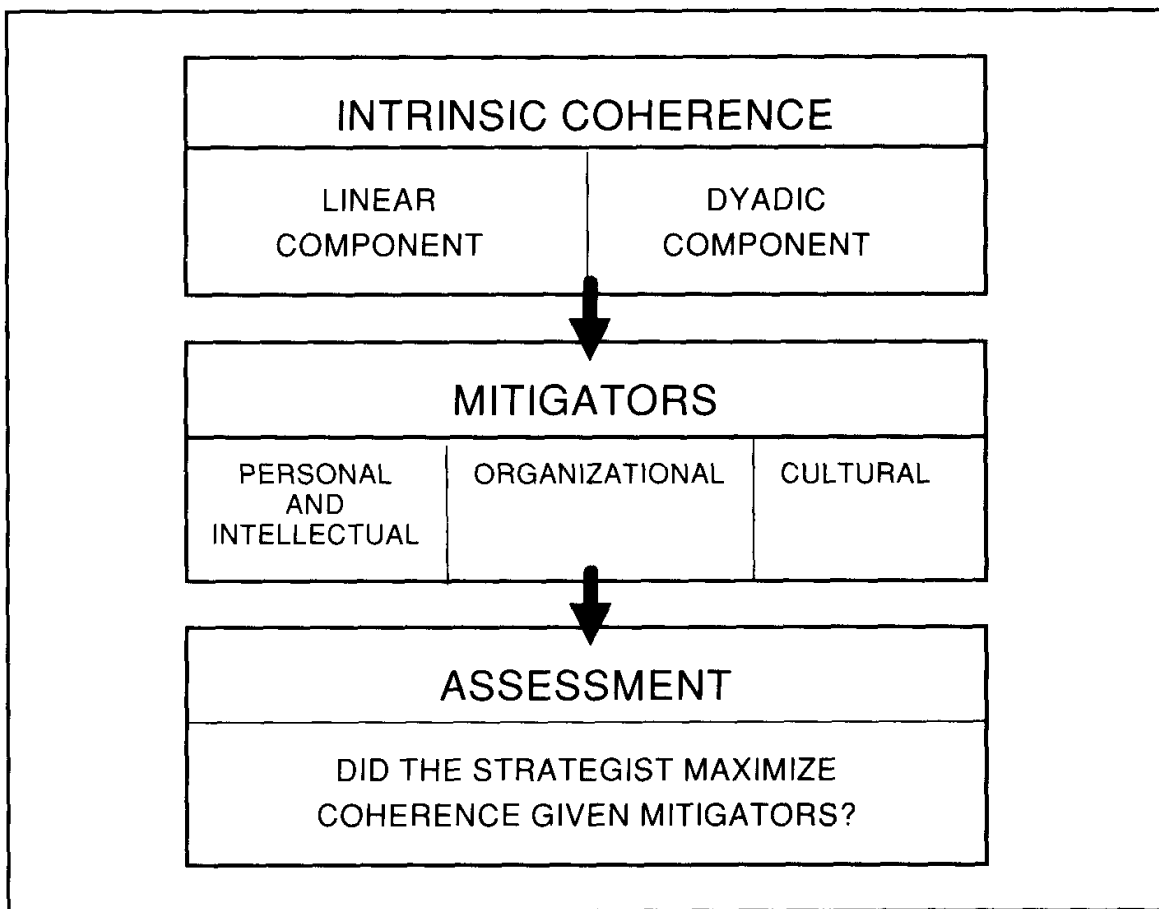 INTRINSIC COHERENCE
LINEAR
COMPONENT
DYADIC
COMPONENT
MITIGATORS
PERSONAL
AND
INTELLECTUAL
ORGANIZATIONAL
CULTURAL
ASSESSMENT
DID THE STRATEGIST MAXIMIZE
COHERENCE GIVEN MITIGATORS?